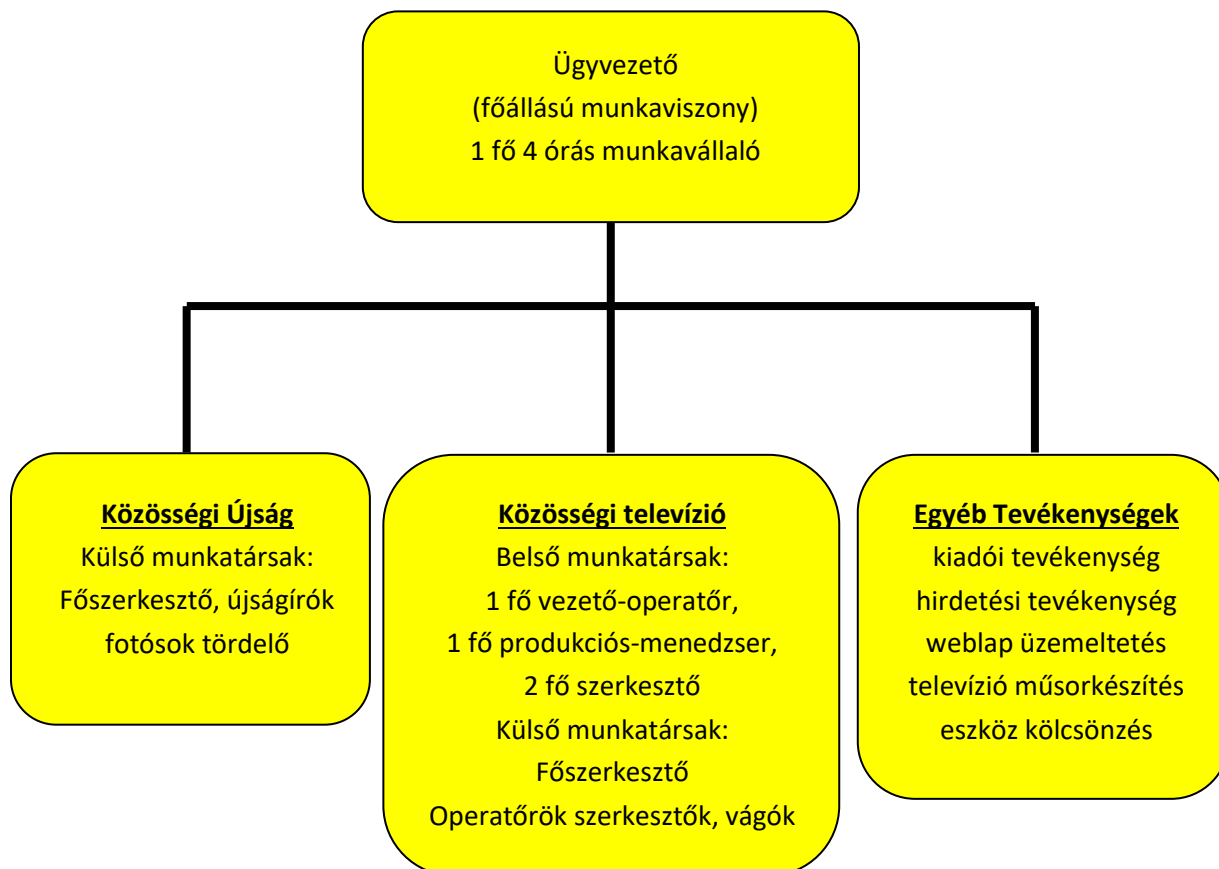 Ügyvezető
(főállású munkaviszony)
1 fő 4 órás munkavállaló
Közösségi Újság
Külső munkatársak:
Főszerkesztő, újságírók
fotósok tördelő
Közösségi televízió
Belső munkatársak:
1 fő vezető-operatőr,
1 fő produkciós-menedzser,
2 fő szerkesztő
Külső munkatársak:
Főszerkesztő
Operatőrök szerkesztők, vágók
Egyéb Tevékenységek
kiadói tevékenység
hirdetési tevékenység
weblap üzemeltetés
televízió műsorkészítés
eszköz kölcsönzés